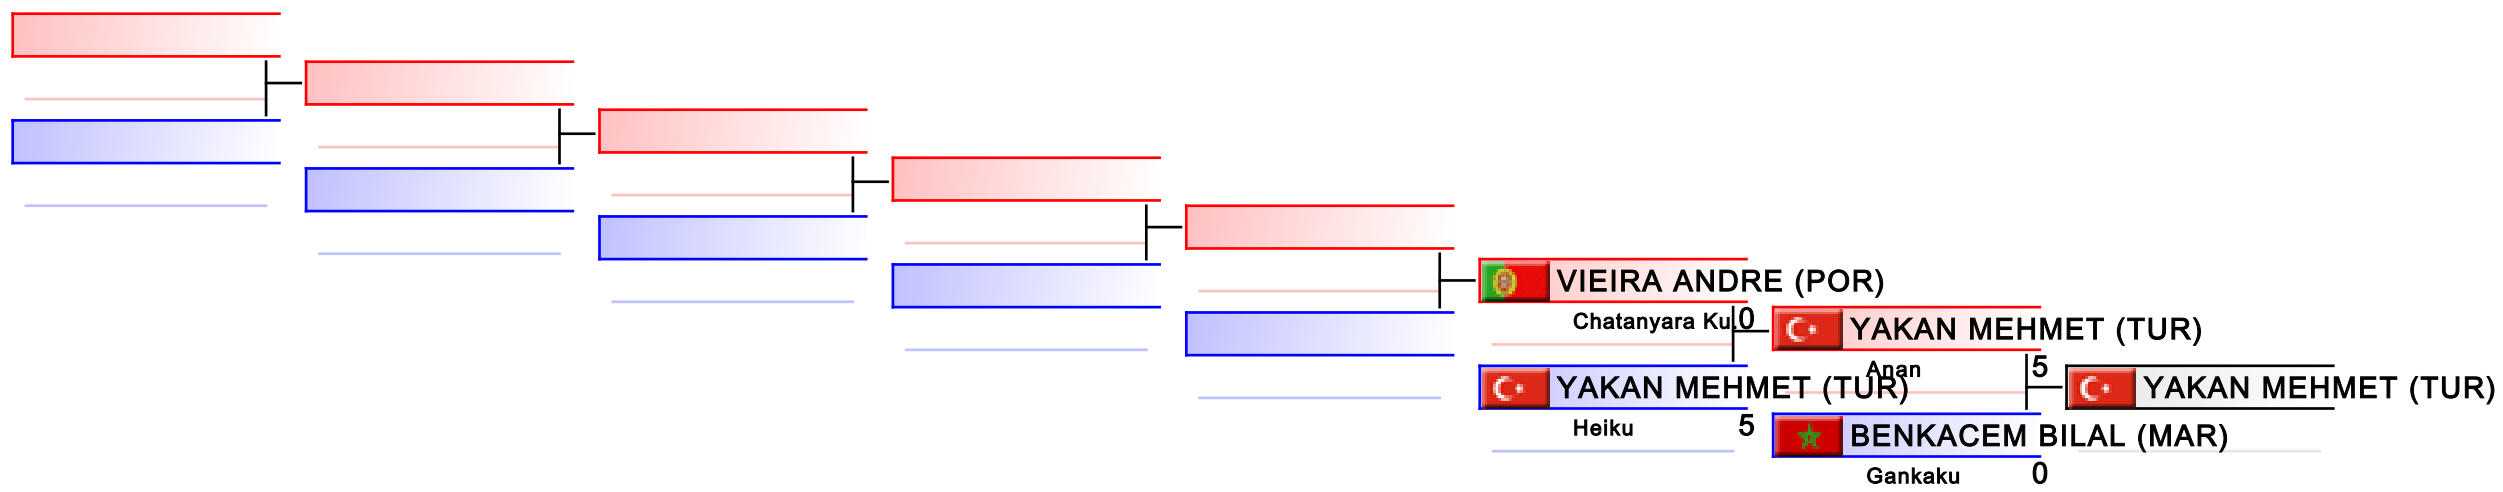 VIEIRA ANDRE (POR)
Chatanyara Ku. 0
YAKAN MEHMET (TUR)
Anan 5
YAKAN MEHMET (TUR)
Heiku 5
YAKAN MEHMET (TUR)
BENKACEM BILAL (MAR)
Gankaku 0